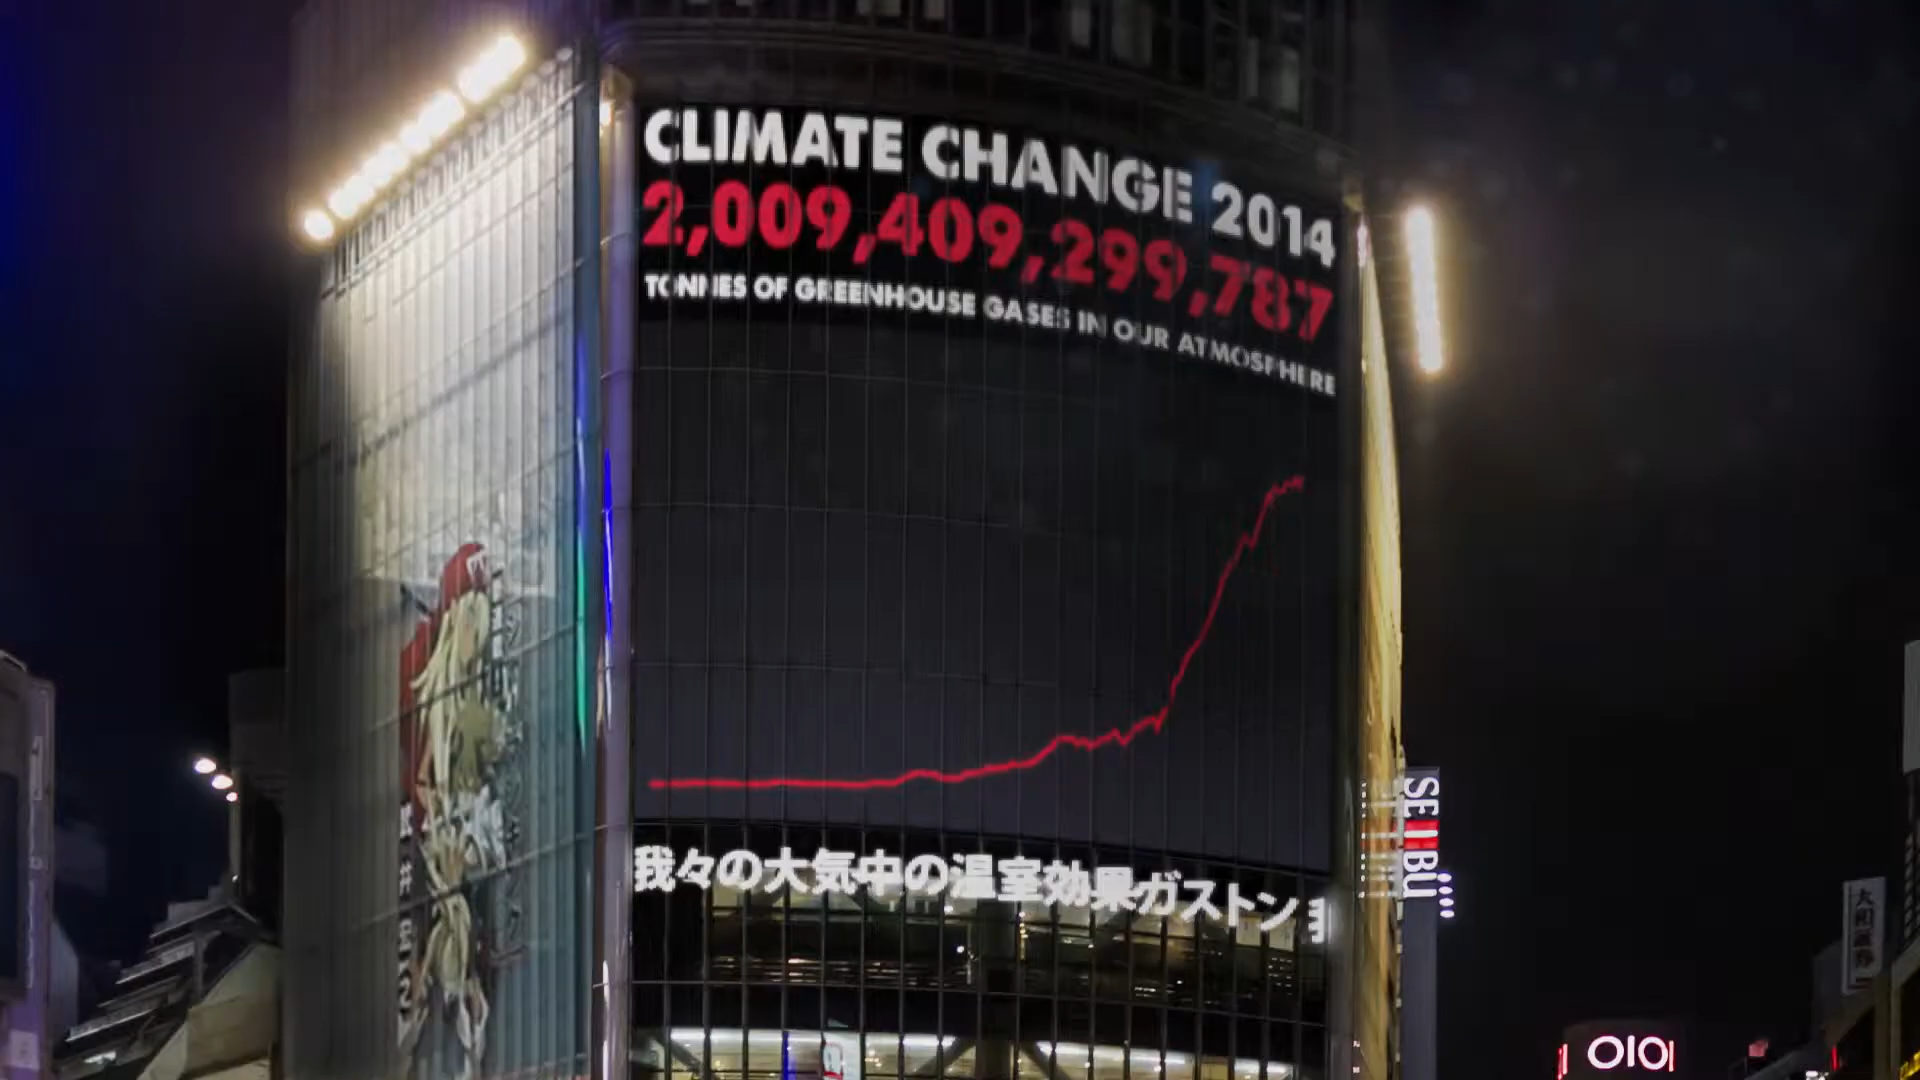 CLIMATE CHANGE 2014
2,009,409,299,787
TONNES OF GREENHOUSE GASES IN OUR ATMOSPHERE
我々の大気中の温室効果ガストン
SEIBU
OIOI